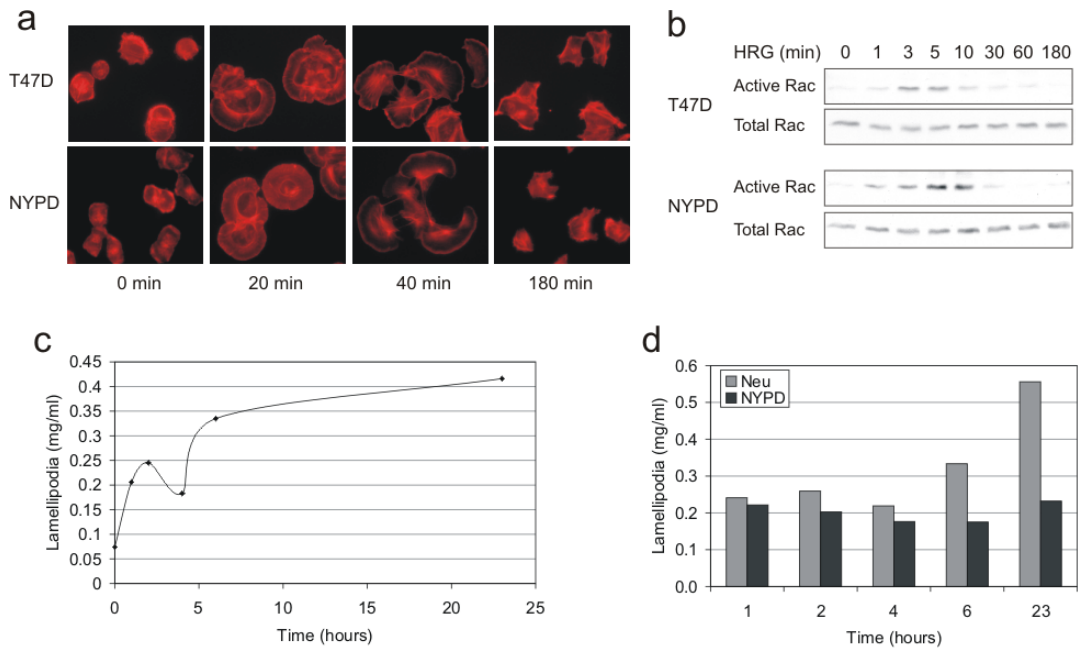 a
T47D
NYPD
0 min 20 min 40 min 180 min
b
HRG (min) 0 1 3 5 10 30 60 180
T47D
Active Rac
Total Rac
NYPD
Active Rac
Total Rac
c
Lamellipodia (mg/ml)
0.45
0.4
0.35
0.3
0.25
0.2
0.15
0.1
0.05
0
0 5 10 15 20 25
Time (hours)
d
Lamellipodia (mg/ml)
0.6
0.5
0.4
0.3
0.2
0.1
0.0
Neu
NYPD
1 2 4 6 23
Time (hours)